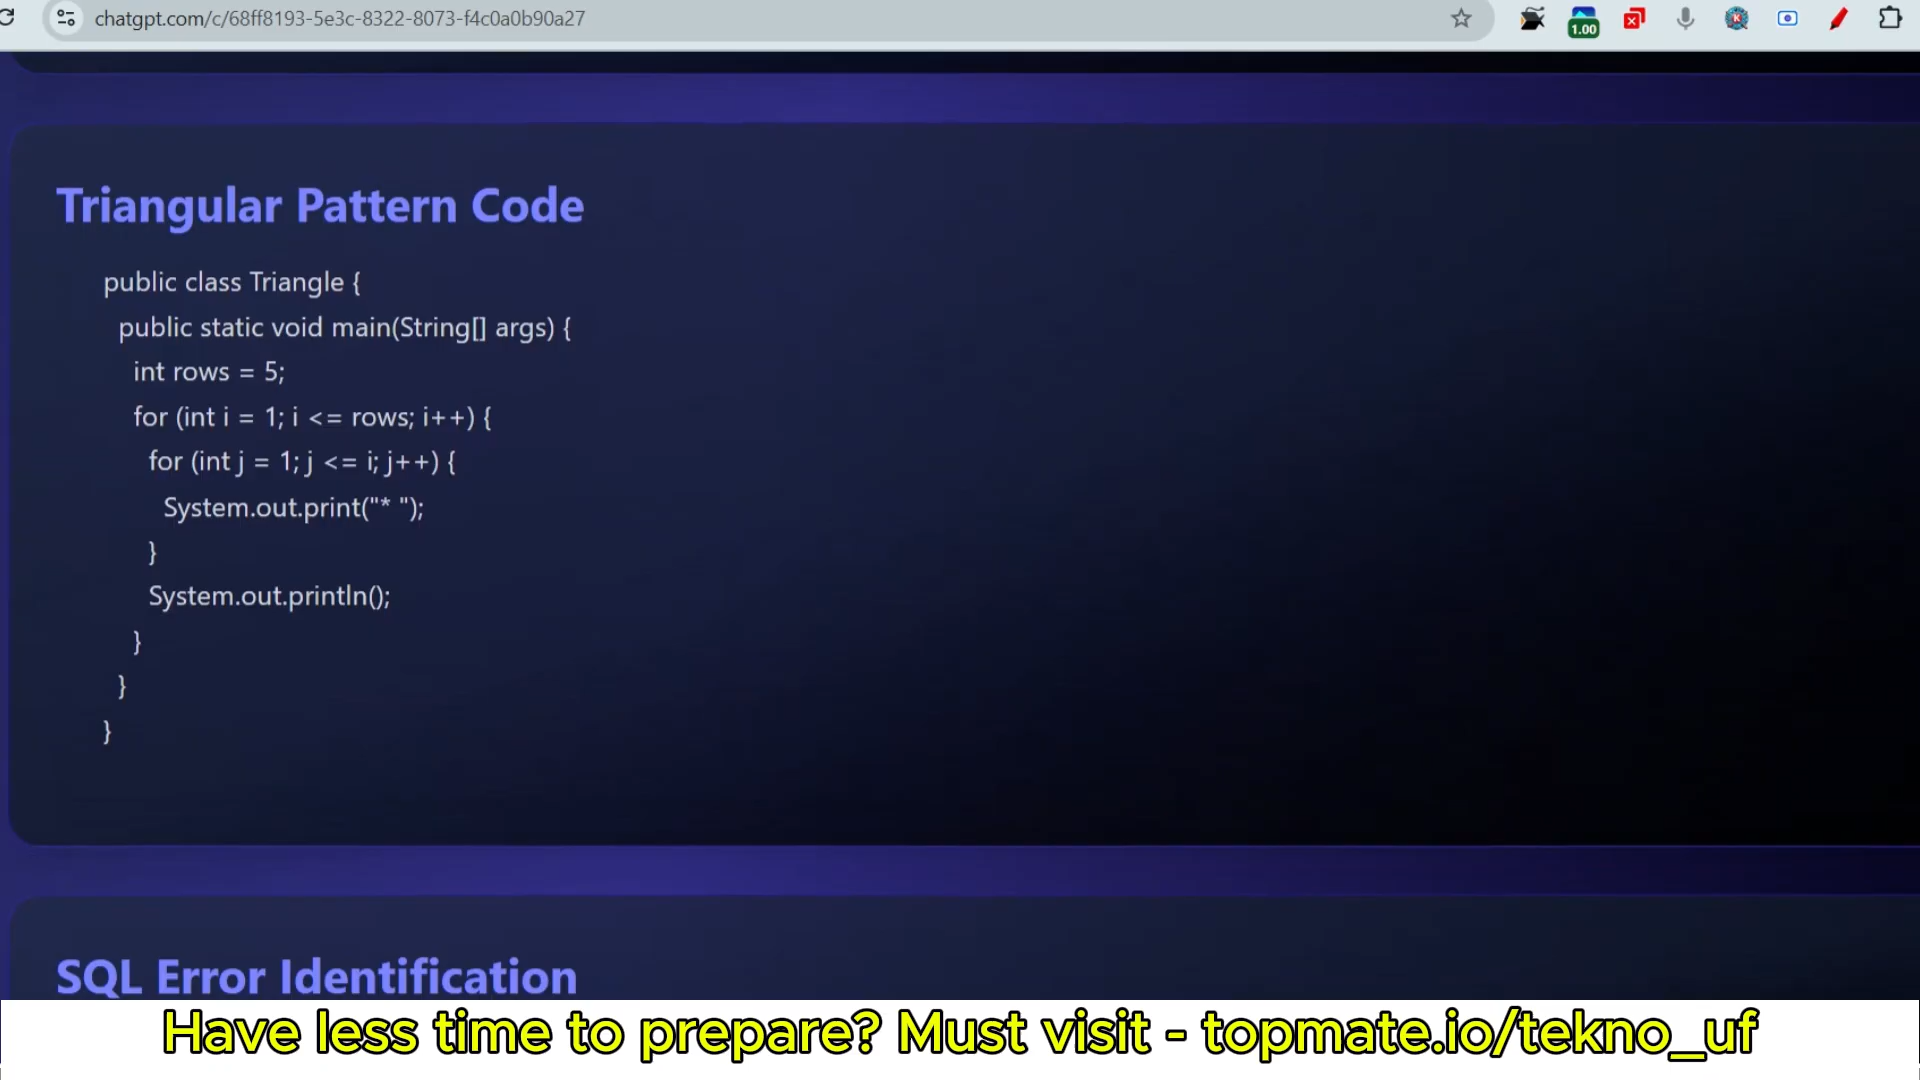 chatgpt.com/c/68ff8193-5e3c-8322-8073-f4c0a0b90a27
1.00
K
Triangular Pattern Code
public class Triangle {
public static void main(String[] args) {
int rows = 5;
for (int i = 1; i <= rows; i++) {
for (int j = 1; j <= i; j++) {
System.out.print("* ");
}
System.out.println();
}
}
}
SQL Error Identification
Have less time to prepare? Must visit - topmate.io/tekno_uf